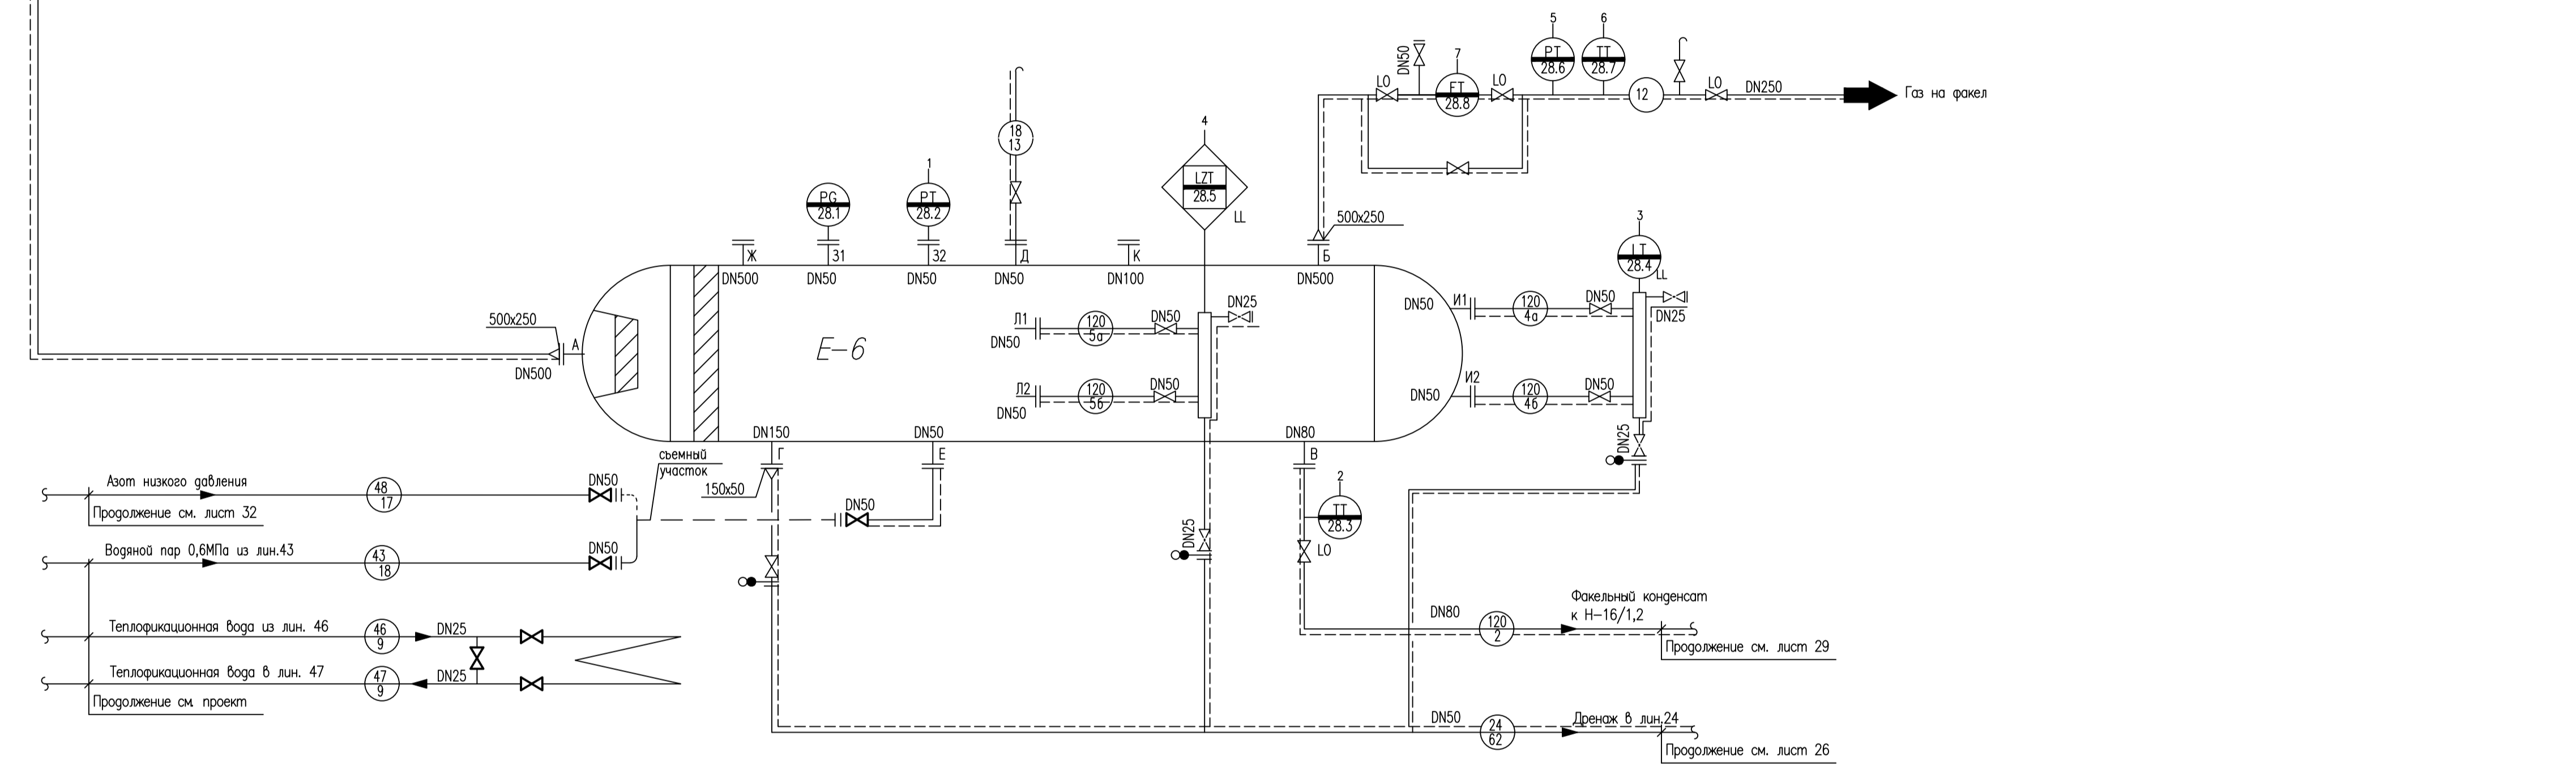 5
6
7
DN50
LO
FT
28.8
LO
PT
28.6
TT
28.7
12
LO
DN250
Газ на факел
18
13
4
LZT
28.5
LL
1
PG
28.1
PT
28.2
500x250
3
LT
28.4
LL
Ж
З1
З2
Д
К
Б
DN500
DN50
DN50
DN50
DN100
DN500
DN25
DN50
И1
120
4а
DN50
DN25
Л1
DN50
120
5а
DN50
500x250
А
DN500
Е-6
Л2
DN50
120
5б
DN50
DN50
И2
120
4б
DN50
DN25
DN150
DN50
DN80
Г
Е
В
съемный
участок
150x50
2
TT
28.3
LO
DN25
DN50
Азот низкого давления
48
17
DN50
Продолжение см. лист 32
Водяной пар 0,6МПа из лин.43
43
18
DN50
Теплофикационная вода из лин. 46
46
9
DN25
Теплофикационная вода в лин. 47
47
9
DN25
Продолжение см. проект
DN80
120
2
Факельный конденсат
к Н-16/1,2
Продолжение см. лист 29
DN50
24
62
Дренаж в лин.24
Продолжение см. лист 26